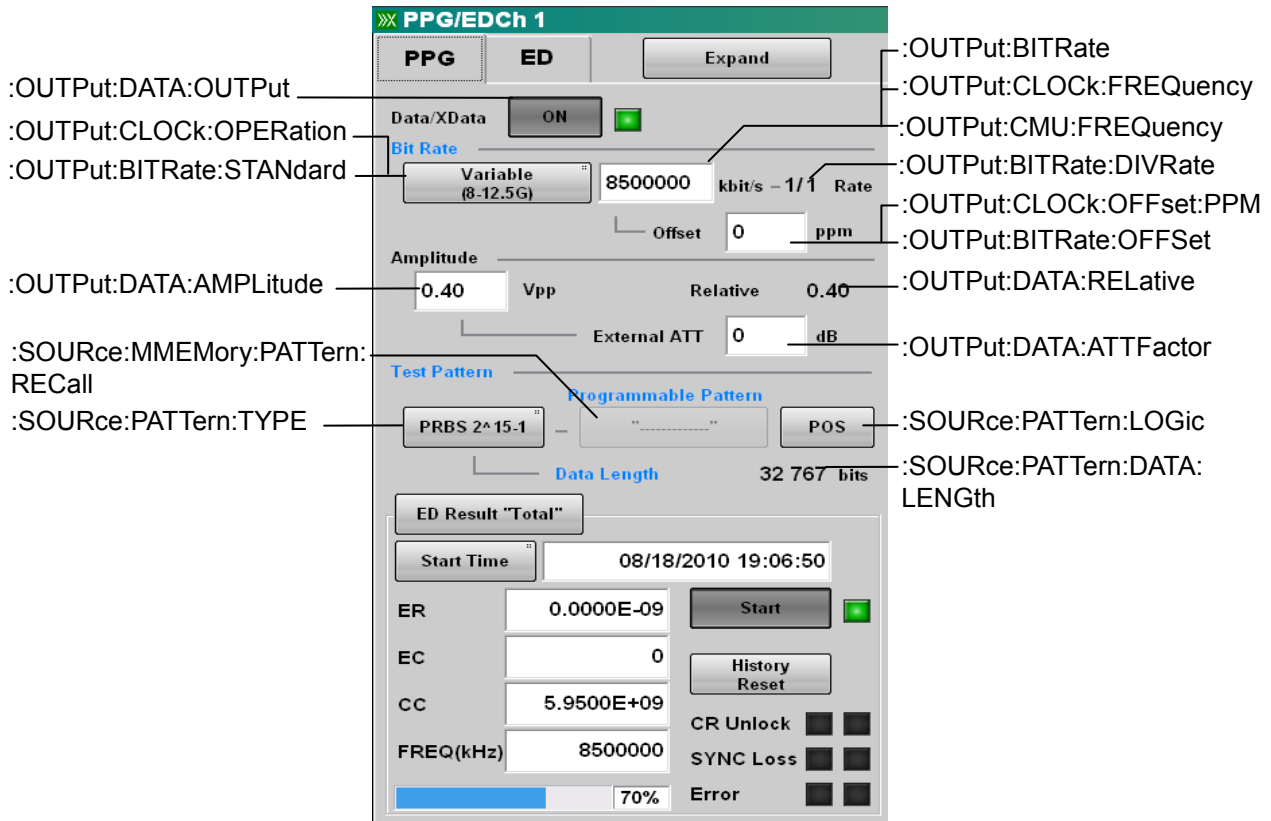 PPG/EDCh 1
PPG ED Expand
:OUTPut:BITRate
:OUTPut:CLOCk:FREQuency
:OUTPut:CMU:FREQuency
:OUTPut:DATA:OUTPut
:OUTPut:CLOCk:OPERation
:OUTPut:BITRate:STANdard
Data/XData ON
Bit Rate
Variable
(8-12.5G)
8500000 kbit/s – 1/1 Rate
:OUTPut:BITRate:DIVRate
Offset 0 ppm
:OUTPut:CLOCk:OFFset:PPM
:OUTPut:BITRate:OFFSet
Amplitude
:OUTPut:DATA:AMPLitude
0.40 Vpp Relative 0.40
:OUTPut:DATA:RELative
External ATT 0 dB
:OUTPut:DATA:ATTFactor
:SOURce:MMEMory:PATTern:
RECall
Test Pattern
Programmable Pattern
:SOURce:PATTern:TYPE
PRBS 2^15-1 – "------------" POS
:SOURce:PATTern:LOGic
Data Length 32 767 bits
:SOURce:PATTern:DATA:
LENGth
ED Result "Total"
Start Time 08/18/2010 19:06:50
ER 0.0000E-09 Start
EC 0
History
Reset
CC 5.9500E+09
CR Unlock
FREQ(kHz) 8500000
SYNC Loss
70%
Error